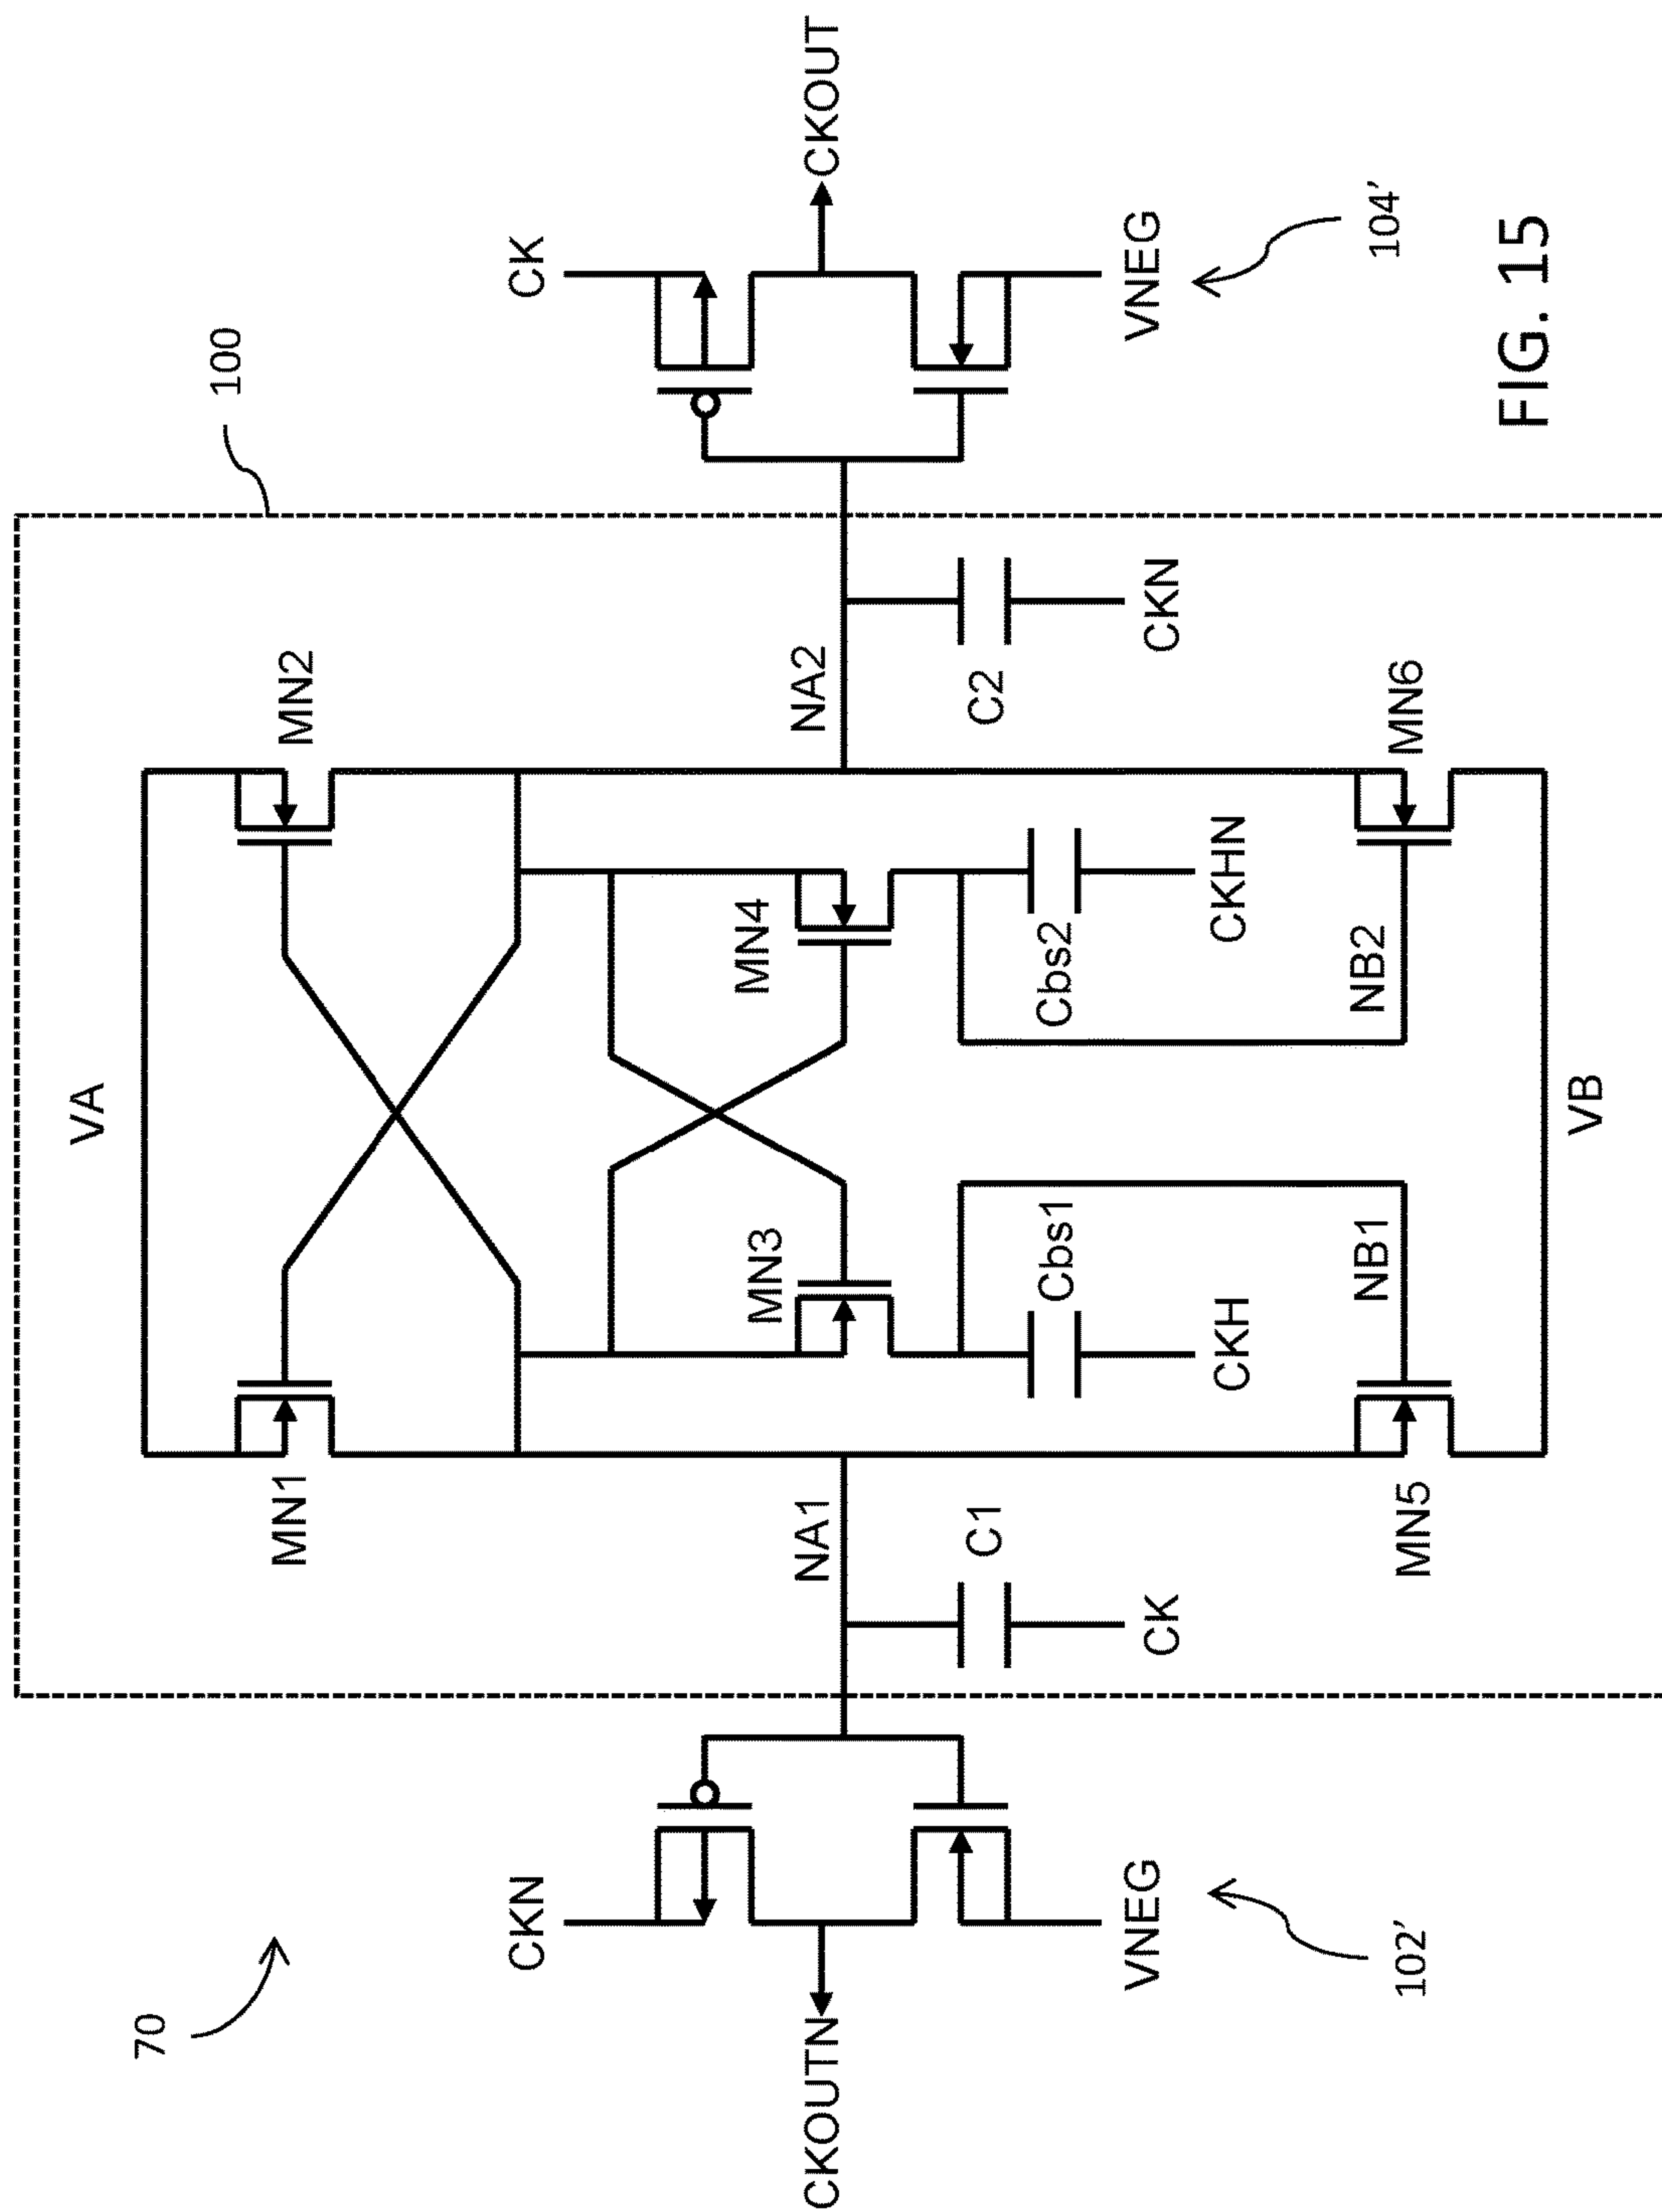 70
100
VA
MN1
MN2
CKN
CK
CKOUTN
NA1
MN3
MN4
NA2
CKOUT
C1
Cbs1
Cbs2
C2
VNEG
CK
CKH
CKHN
CKN
VNEG
102’
MN5
NB1
NB2
MN6
104’
VB
FIG. 15